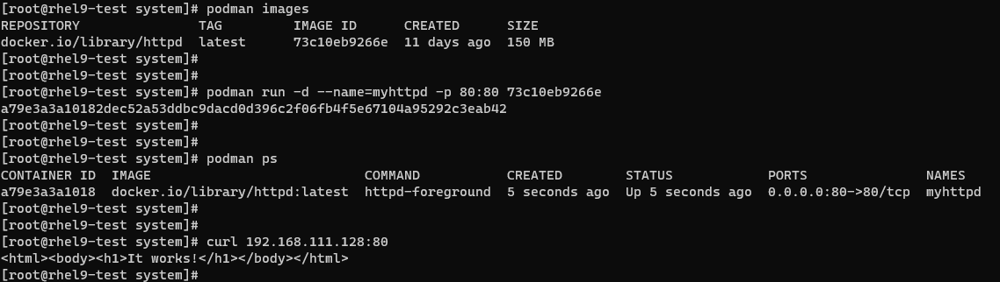 [root@rhel9-test system]# podman images
REPOSITORY               TAG         IMAGE ID      CREATED      SIZE
docker.io/library/httpd  latest      73c10eb9266e  11 days ago  150 MB
[root@rhel9-test system]#
[root@rhel9-test system]#
[root@rhel9-test system]# podman run -d --name=myhttpd -p 80:80 73c10eb9266e
a79e3a3a10182dec52a53ddbc9dacd0d396c2f06fb4f5e67104a95292c3eab42
[root@rhel9-test system]#
[root@rhel9-test system]#
[root@rhel9-test system]# podman ps
CONTAINER ID  IMAGE                           COMMAND           CREATED        STATUS            PORTS               NAMES
a79e3a3a1018  docker.io/library/httpd:latest  httpd-foreground  5 seconds ago  Up 5 seconds ago  0.0.0.0:80->80/tcp  myhttpd
[root@rhel9-test system]#
[root@rhel9-test system]#
[root@rhel9-test system]# curl 192.168.111.128:80
<html><body><h1>It works!</h1></body></html>
[root@rhel9-test system]#